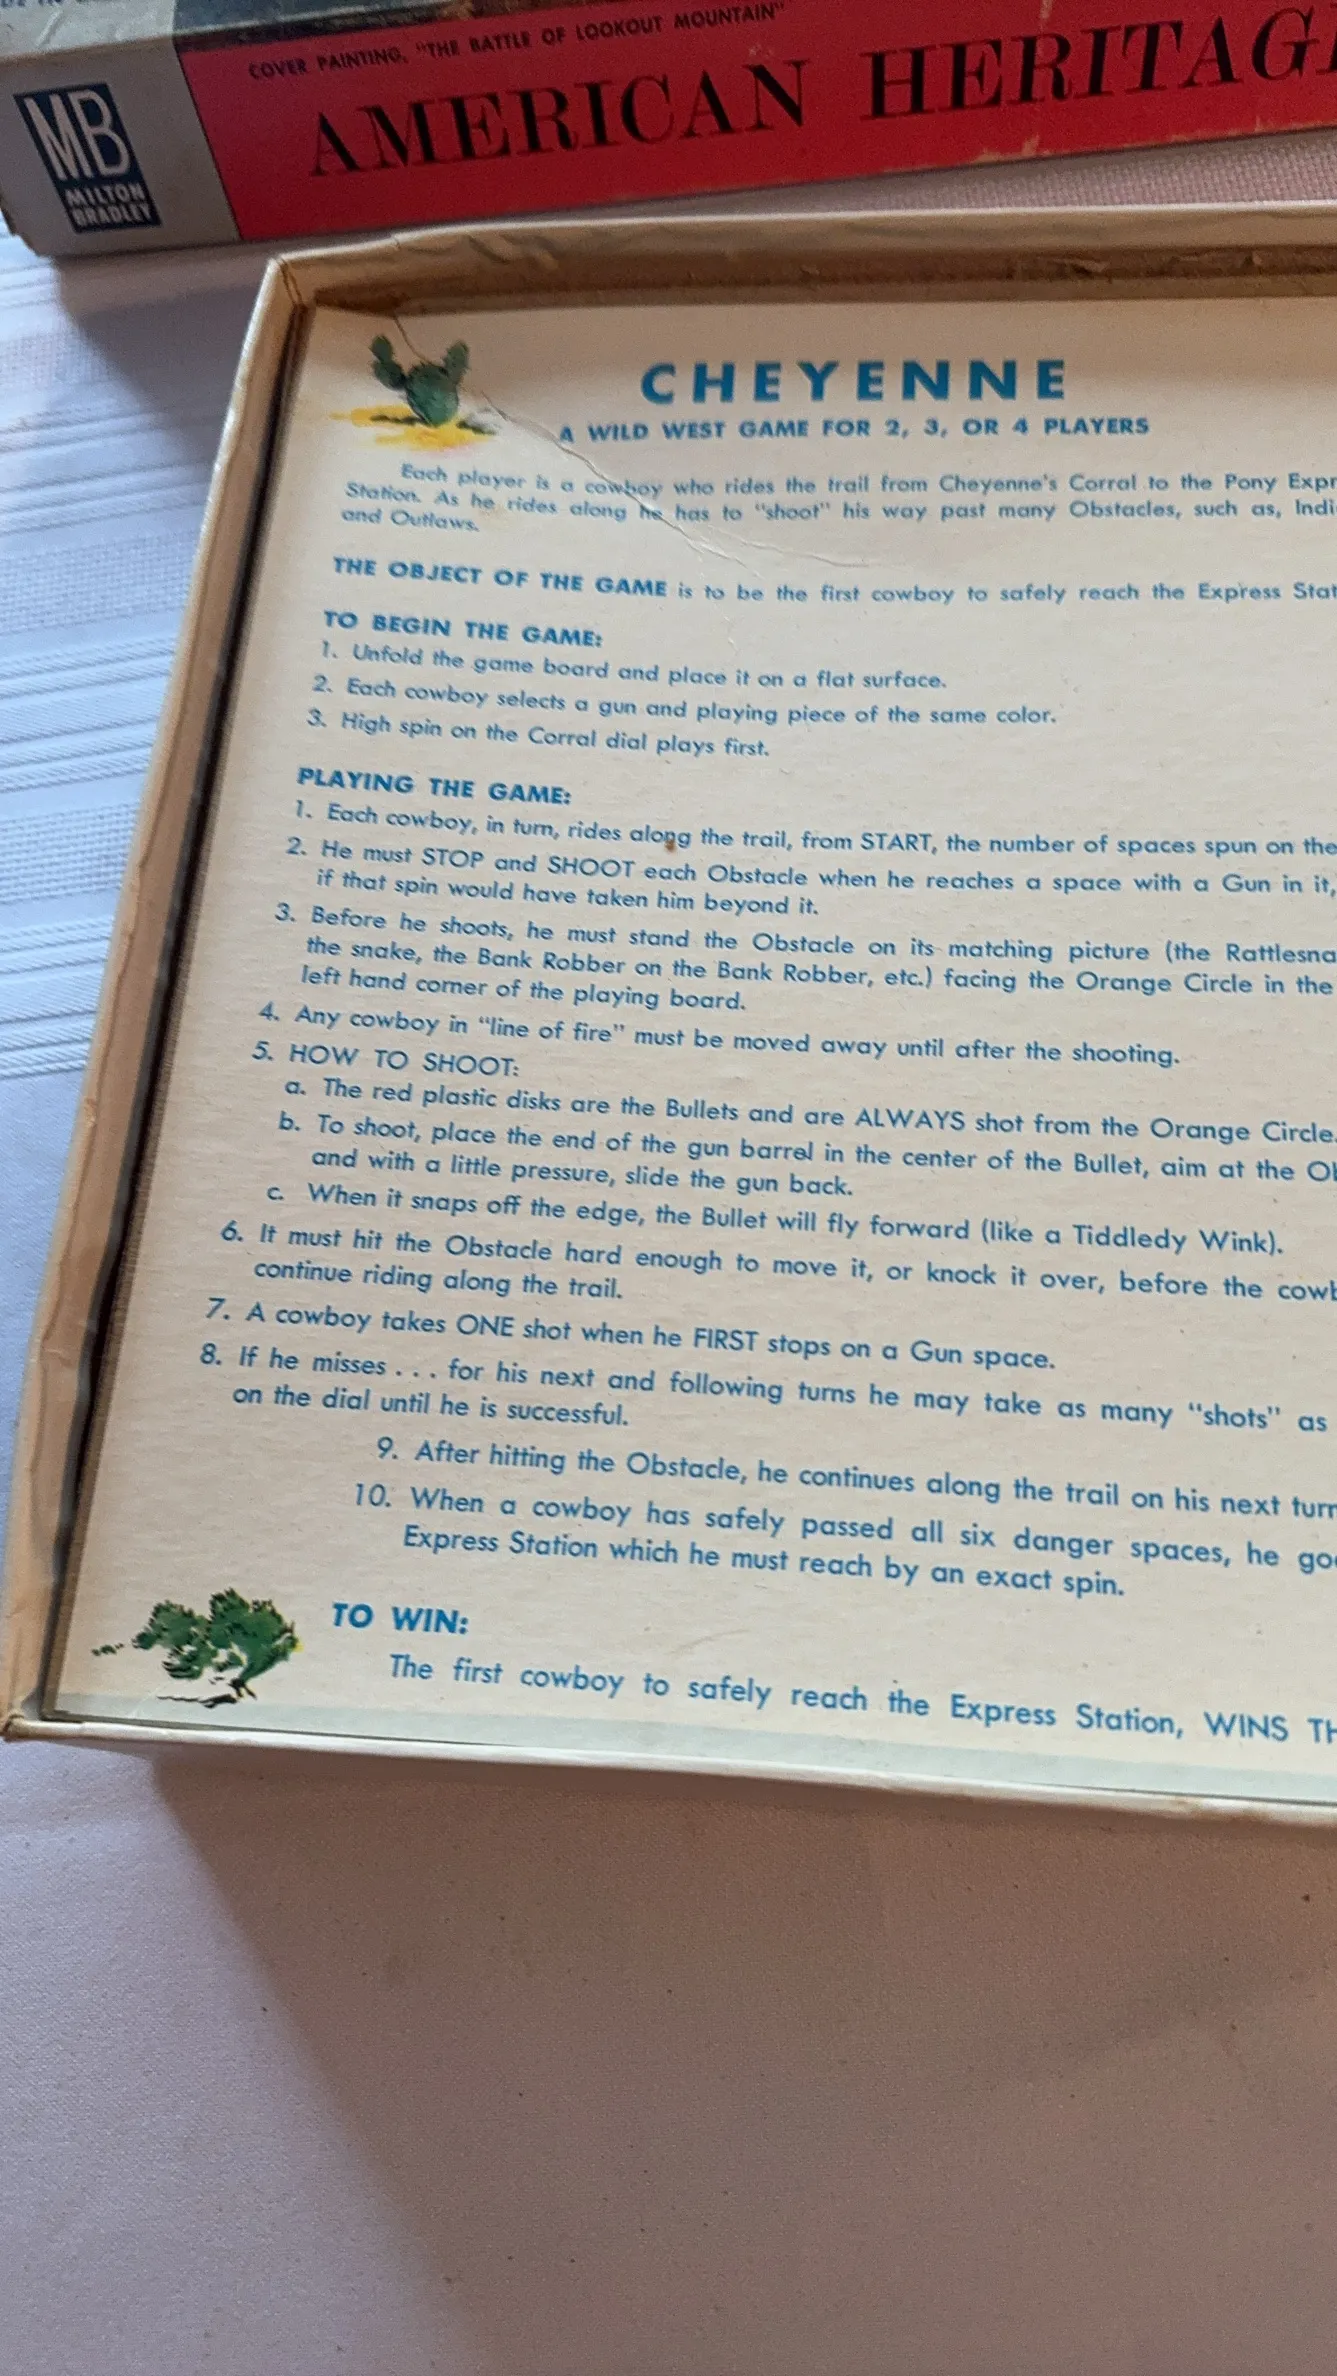 COVER PAINTING, "THE BATTLE OF LOOKOUT MOUNTAIN"
MB
MILTON
BRADLEY
AMERICAN HERITAG
CHEYENNE
A WILD WEST GAME FOR 2, 3, OR 4 PLAYERS
Each player is a cowboy who rides the trail from Cheyenne's Corral to the Pony Expr
Station. As he rides along he has to "shoot" his way past many Obstacles, such as, Indi
and Outlaws.
THE OBJECT OF THE GAME is to be the first cowboy to safely reach the Express Stat
TO BEGIN THE GAME:
1. Unfold the game board and place it on a flat surface.
2. Each cowboy selects a gun and playing piece of the same color.
3. High spin on the Corral dial plays first.
PLAYING THE GAME:
1. Each cowboy, in turn, rides along the trail, from START, the number of spaces spun on the
2. He must STOP and SHOOT each Obstacle when he reaches a space with a Gun in it,
if that spin would have taken him beyond it.
3. Before he shoots, he must stand the Obstacle on its matching picture (the Rattlesna
the snake, the Bank Robber on the Bank Robber, etc.) facing the Orange Circle in the
left hand corner of the playing board.
4. Any cowboy in "line of fire" must be moved away until after the shooting.
5. HOW TO SHOOT:
a. The red plastic disks are the Bullets and are ALWAYS shot from the Orange Circle.
b. To shoot, place the end of the gun barrel in the center of the Bullet, aim at the Ob
and with a little pressure, slide the gun back.
c. When it snaps off the edge, the Bullet will fly forward (like a Tiddledy Wink).
6. It must hit the Obstacle hard enough to move it, or knock it over, before the cowb
continue riding along the trail.
7. A cowboy takes ONE shot when he FIRST stops on a Gun space.
8. If he misses . . . for his next and following turns he may take as many "shots" as
on the dial until he is successful.
9. After hitting the Obstacle, he continues along the trail on his next turn
10. When a cowboy has safely passed all six danger spaces, he goe
Express Station which he must reach by an exact spin.
TO WIN:
The first cowboy to safely reach the Express Station, WINS TH